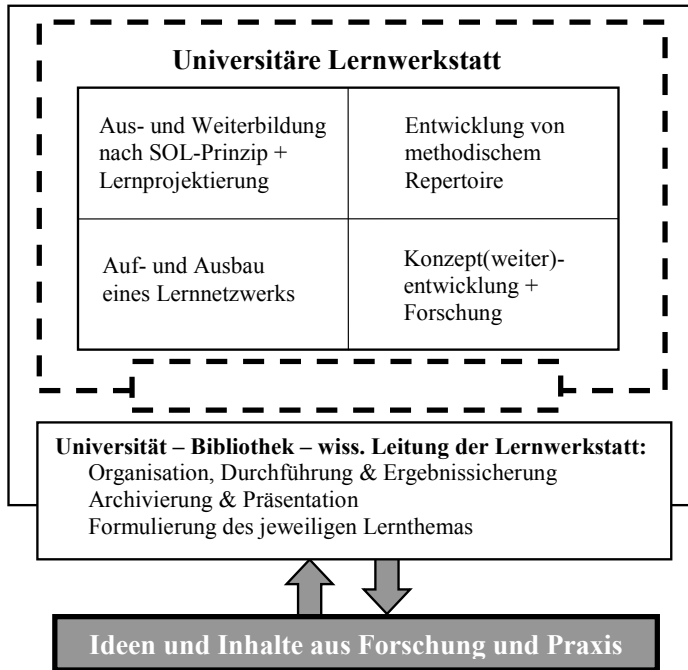 Universitäre Lernwerkstatt
Aus- und Weiterbildung
nach SOL-Prinzip +
Lernprojektierung
Entwicklung von
methodischem
Repertoire
Auf- und Ausbau
eines Lernnetzwerks
Konzept(weiter)-
entwicklung +
Forschung
Universität – Bibliothek – wiss. Leitung der Lernwerkstatt:
Organisation, Durchführung & Ergebnissicherung
Archivierung & Präsentation
Formulierung des jeweiligen Lernthemas
Ideen und Inhalte aus Forschung und Praxis